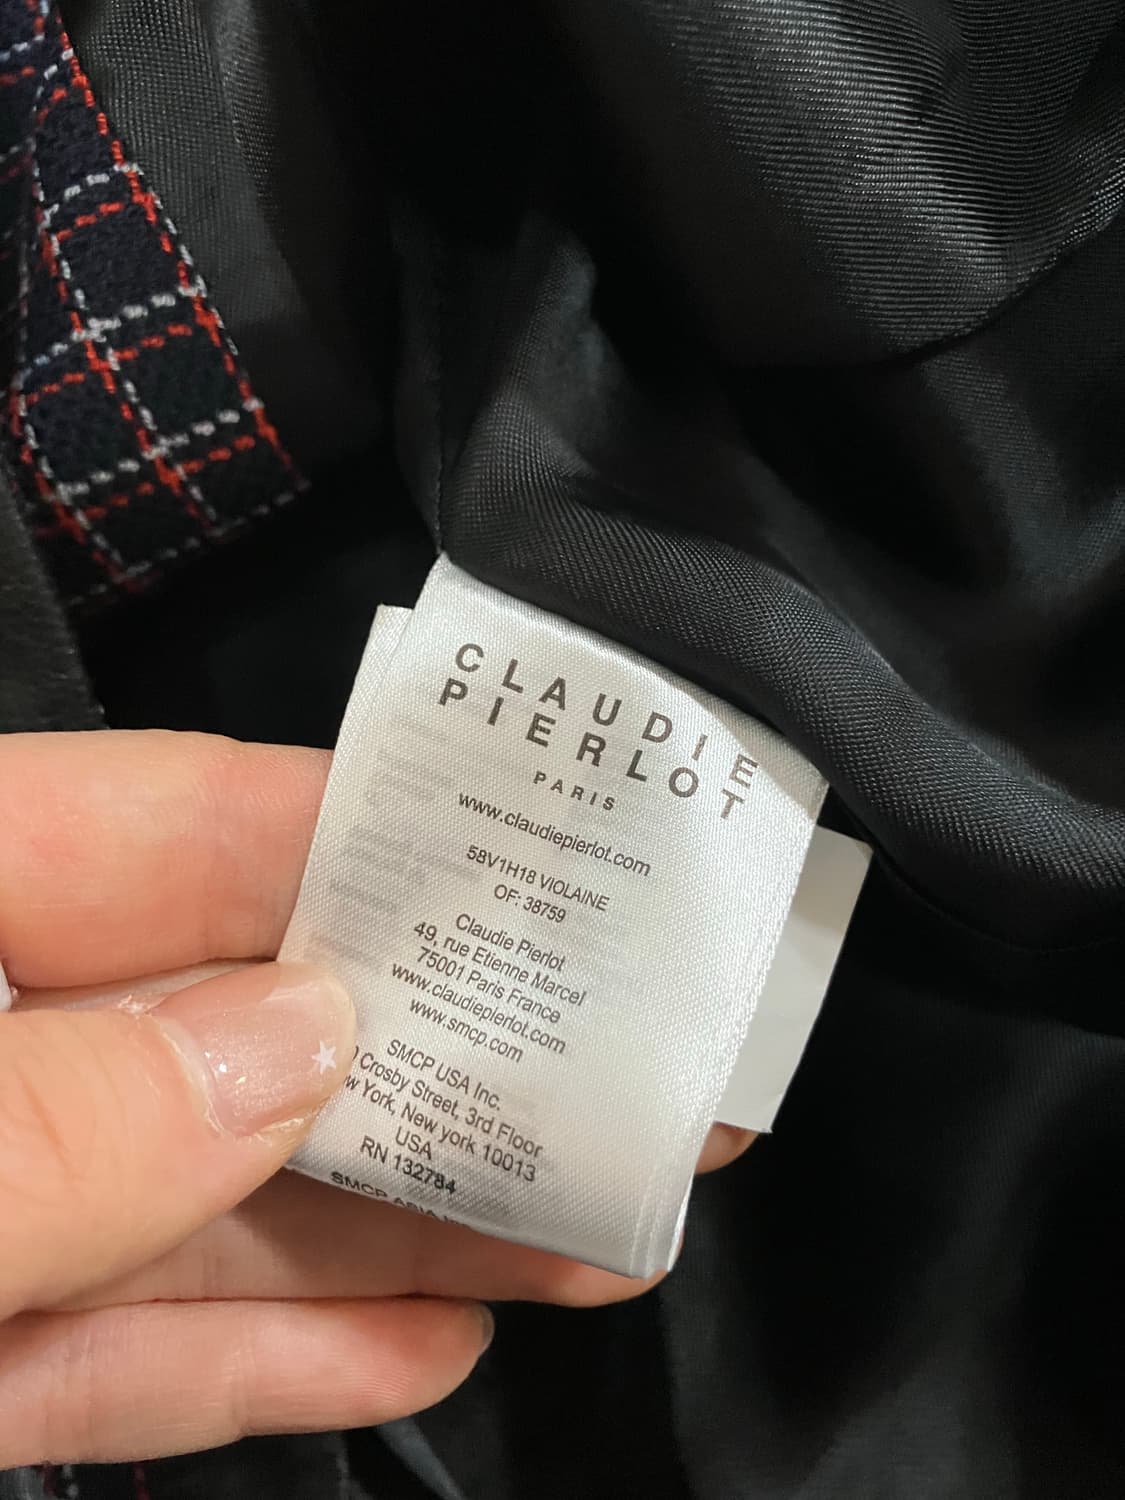 CLAUDIE
PIERLOT
PARIS
www.claudiepierlot.com
58V1H18 VIOLAINE
OF: 38759
Claudie Pierlot
49, rue Etienne Marcel
75001 Paris France
www.claudiepierlot.com
www.smcp.com
SMCP USA Inc.
Crosby Street, 3rd Floor
York, New york 10013
USA
RN 132784
SMCP ASIA